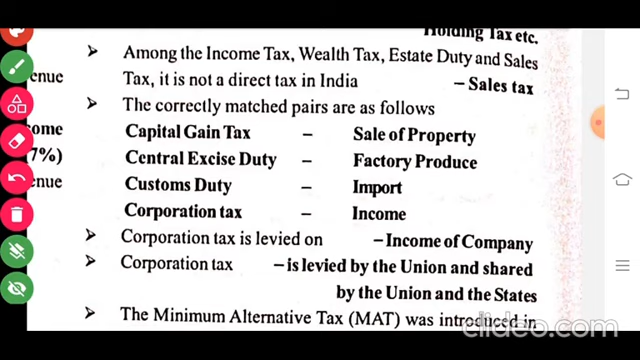 Holding Tax etc.
➤ Among the Income Tax, Wealth Tax, Estate Duty and Sales
enue Tax, it is not a direct tax in India – Sales tax
➤ The correctly matched pairs are as follows
ome Capital Gain Tax – Sale of Property
(7%) Central Excise Duty – Factory Produce
enue Customs Duty – Import
Corporation tax – Income
➤ Corporation tax is levied on – Income of Company
➤ Corporation tax – is levied by the Union and shared
by the Union and the States
➤ The Minimum Alternative Tax (MAT) was introduced in
clideo.com